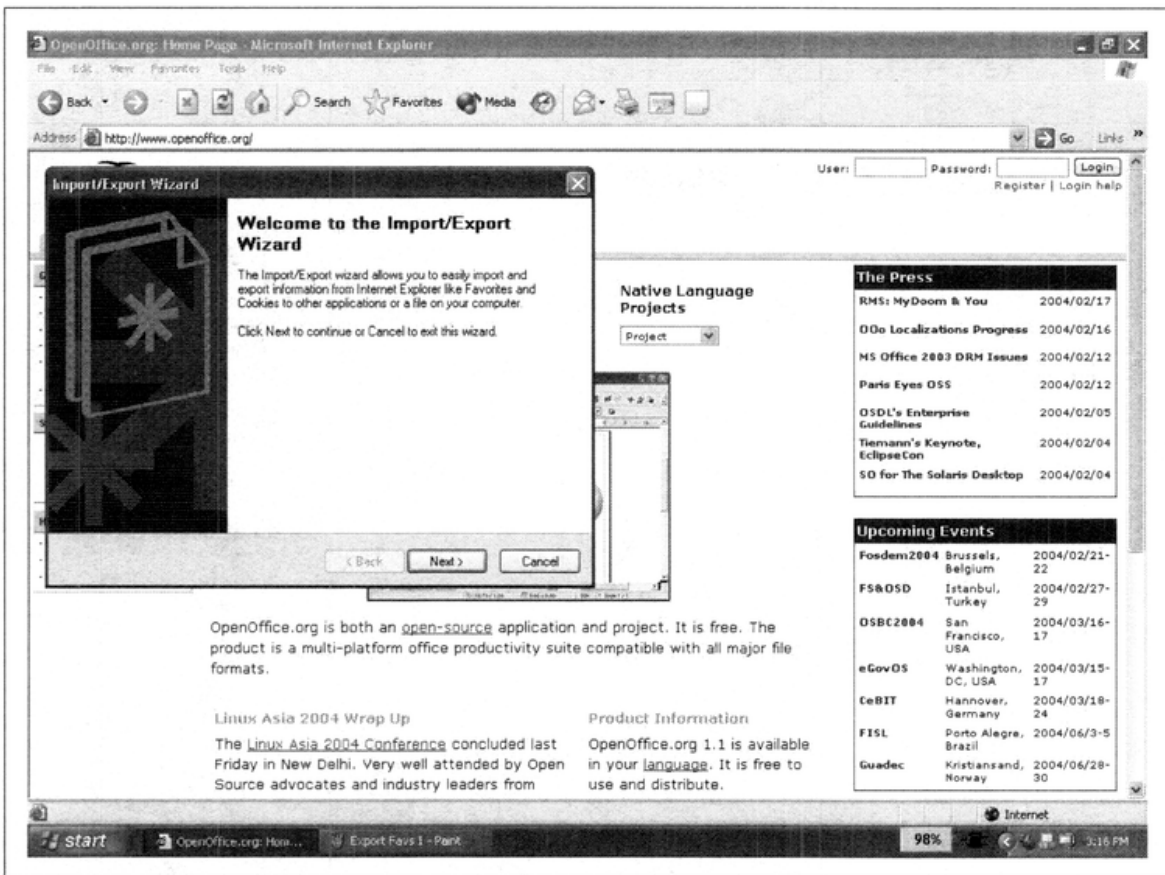 OpenOffice.org: Home Page - Microsoft Internet Explorer
File Edit View Favorites Tools Help
Back Search Favorites Media
Address http://www.openoffice.org/ Go Links »
User: Password: Login
Register | Login help
Import/Export Wizard
Welcome to the Import/Export
Wizard
The Import/Export wizard allows you to easily import and
export information from Internet Explorer like Favorites and
Cookies to other applications or a file on your computer.
Click Next to continue or Cancel to exit this wizard.
< Back Next > Cancel
Native Language
Projects
Project
OpenOffice.org is both an open-source application and project. It is free. The
product is a multi-platform office productivity suite compatible with all major file
formats.
Linux Asia 2004 Wrap Up
The Linux Asia 2004 Conference concluded last
Friday in New Delhi. Very well attended by Open
Source advocates and industry leaders from
Product Information
OpenOffice.org 1.1 is available
in your language. It is free to
use and distribute.
The Press
RMS: MyDoom & You 2004/02/17
OOo Localizations Progress 2004/02/16
MS Office 2003 DRM Issues 2004/02/12
Paris Eyes OSS 2004/02/12
OSDL's Enterprise 2004/02/05
Guidelines
Tiemann's Keynote, 2004/02/04
EclipseCon
SO for The Solaris Desktop 2004/02/04
Upcoming Events
Fosdem2004 Brussels, 2004/02/21-
Belgium 22
FS&OSD Istanbul, 2004/02/27-
Turkey 29
OSBC2004 San 2004/03/16-
Francisco, 17
USA
eGovOS Washington, 2004/03/15-
DC, USA 17
CeBIT Hannover, 2004/03/18-
Germany 24
FISL Porto Alegre, 2004/06/3-5
Brazil
Guadec Kristiansand, 2004/06/28-
Norway 30
Internet
start OpenOffice.org: Hom... Export Favs 1 - Paint 98% 3:16 PM